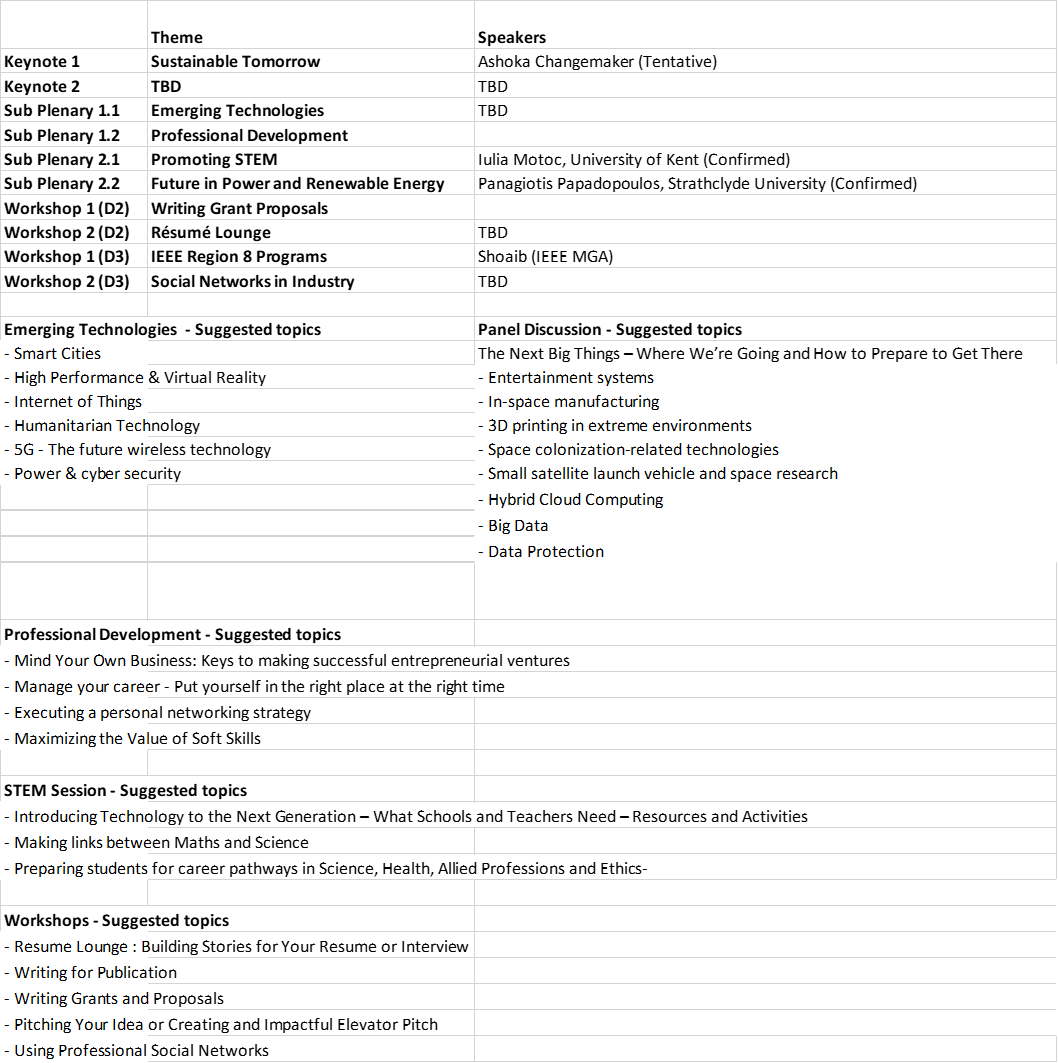 Theme Speakers
Keynote 1 Sustainable Tomorrow Ashoka Changemaker (Tentative)
Keynote 2 TBD TBD
Sub Plenary 1.1 Emerging Technologies TBD
Sub Plenary 1.2 Professional Development
Sub Plenary 2.1 Promoting STEM Iulia Motoc, University of Kent (Confirmed)
Sub Plenary 2.2 Future in Power and Renewable Energy Panagiotis Papadopoulos, Strathclyde University (Confirmed)
Workshop 1 (D2) Writing Grant Proposals
Workshop 2 (D2) Résumé Lounge TBD
Workshop 1 (D3) IEEE Region 8 Programs Shoaib (IEEE MGA)
Workshop 2 (D3) Social Networks in Industry TBD
Emerging Technologies - Suggested topics Panel Discussion - Suggested topics
- Smart Cities The Next Big Things – Where We’re Going and How to Prepare to Get There
- High Performance & Virtual Reality - Entertainment systems
- Internet of Things - In-space manufacturing
- Humanitarian Technology - 3D printing in extreme environments
- 5G - The future wireless technology - Space colonization-related technologies
- Power & cyber security - Small satellite launch vehicle and space research
- Hybrid Cloud Computing
- Big Data
- Data Protection
Professional Development - Suggested topics
- Mind Your Own Business: Keys to making successful entrepreneurial ventures
- Manage your career - Put yourself in the right place at the right time
- Executing a personal networking strategy
- Maximizing the Value of Soft Skills
STEM Session - Suggested topics
- Introducing Technology to the Next Generation – What Schools and Teachers Need – Resources and Activities
- Making links between Maths and Science
- Preparing students for career pathways in Science, Health, Allied Professions and Ethics-
Workshops - Suggested topics
- Resume Lounge : Building Stories for Your Resume or Interview
- Writing for Publication
- Writing Grants and Proposals
- Pitching Your Idea or Creating and Impactful Elevator Pitch
- Using Professional Social Networks